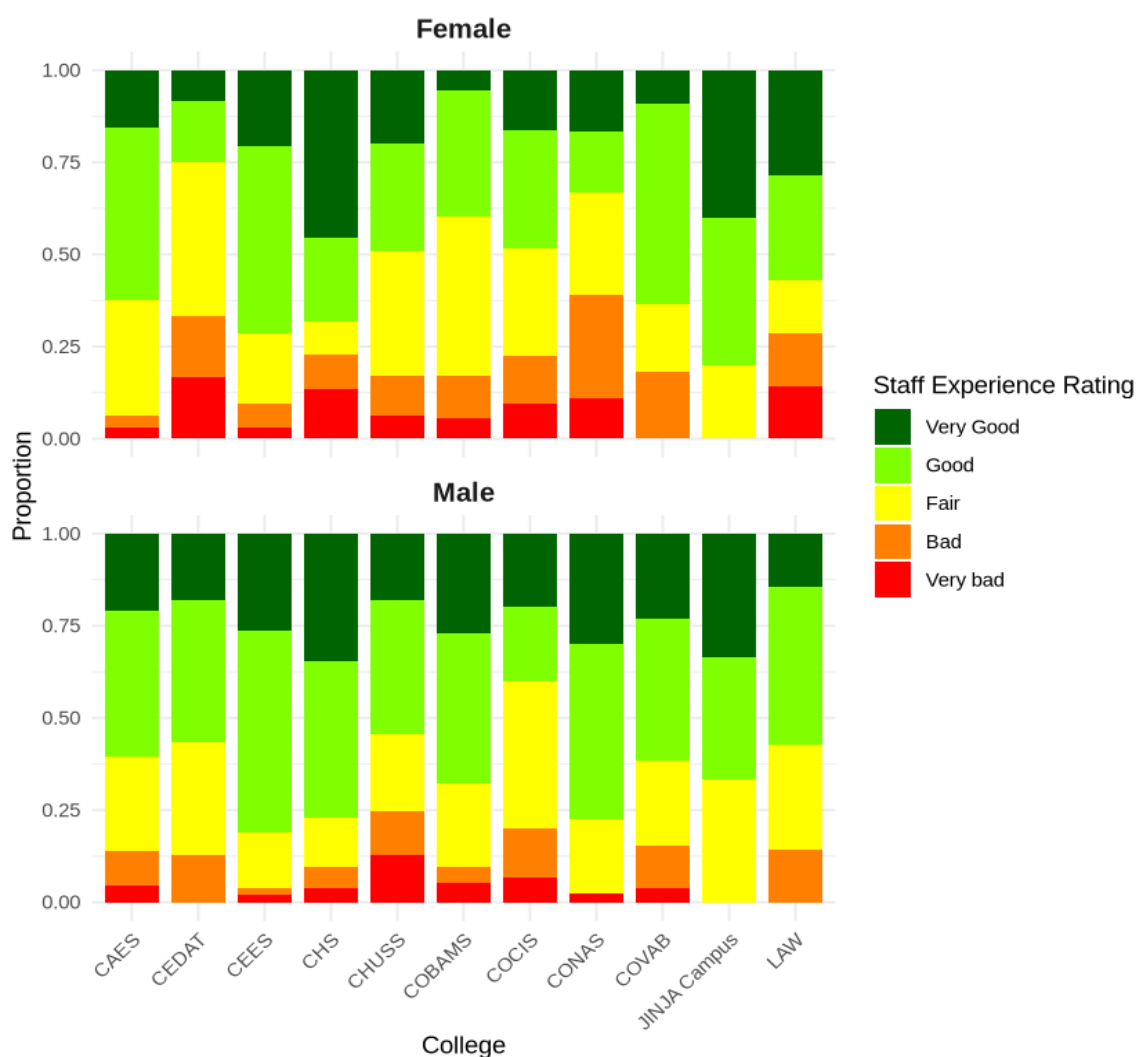 Female
1.00
0.75
0.50
0.25
0.00
Male
1.00
0.75
0.50
0.25
0.00
Proportion
CAES
CEDAT
CEES
CHS
CHUSS
COBAMS
COCIS
CONAS
COVAB
JINJA Campus
LAW
College
Staff Experience Rating
Very Good
Good
Fair
Bad
Very bad